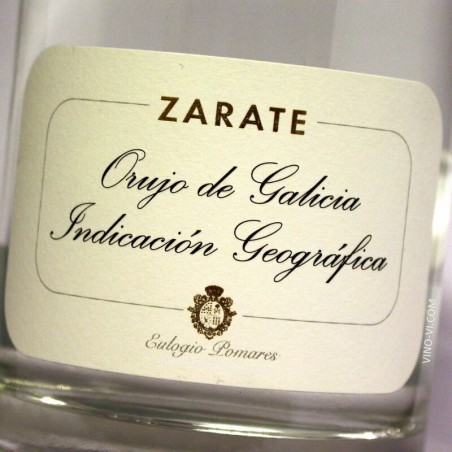 ZARATE
Orujo de Galicia
Indicación Geográfica
Eulogio Pomares
VINO-VI.COM